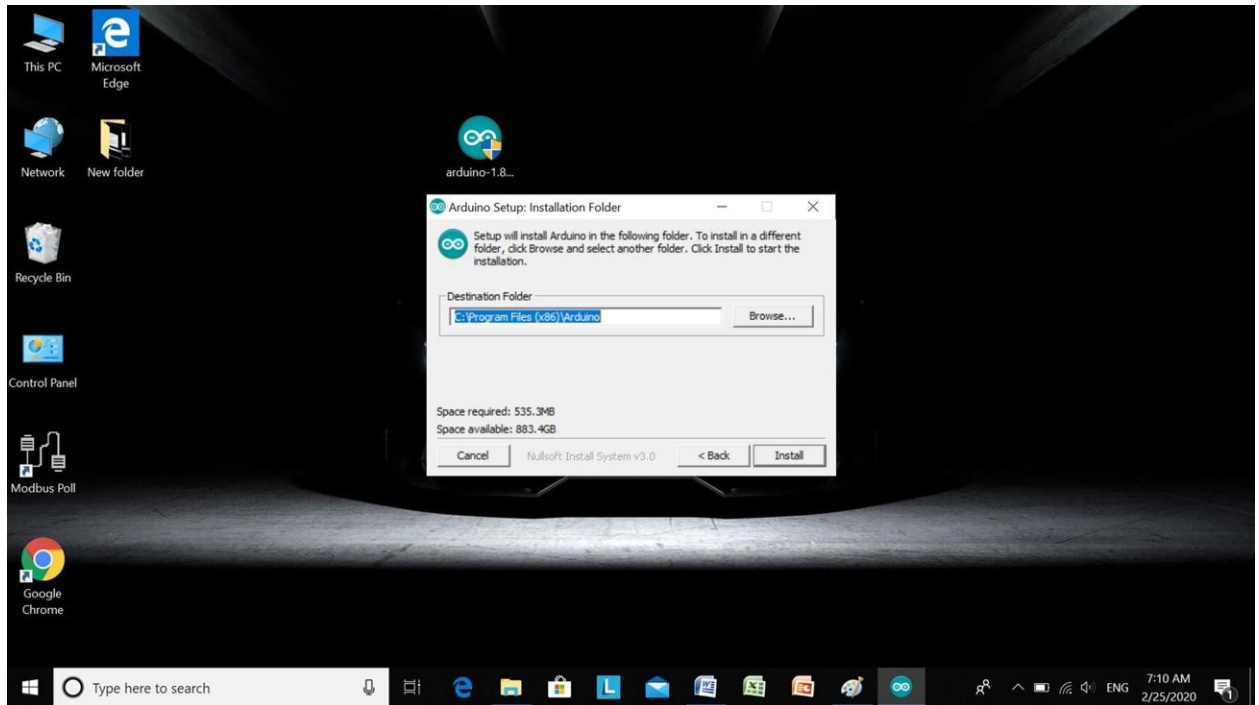 This PC
Microsoft
Edge
Network
New folder
arduino-1.8...
Recycle Bin
Control Panel
Modbus Poll
Google
Chrome
Arduino Setup: Installation Folder
Setup will install Arduino in the following folder. To install in a different
folder, click Browse and select another folder. Click Install to start the
installation.
Destination Folder
C:\Program Files (x86)\Arduino
Browse...
Space required: 535.3MB
Space available: 883.4GB
Cancel
Nullsoft Install System v3.0
< Back
Install
Type here to search
ENG
7:10 AM
2/25/2020
1